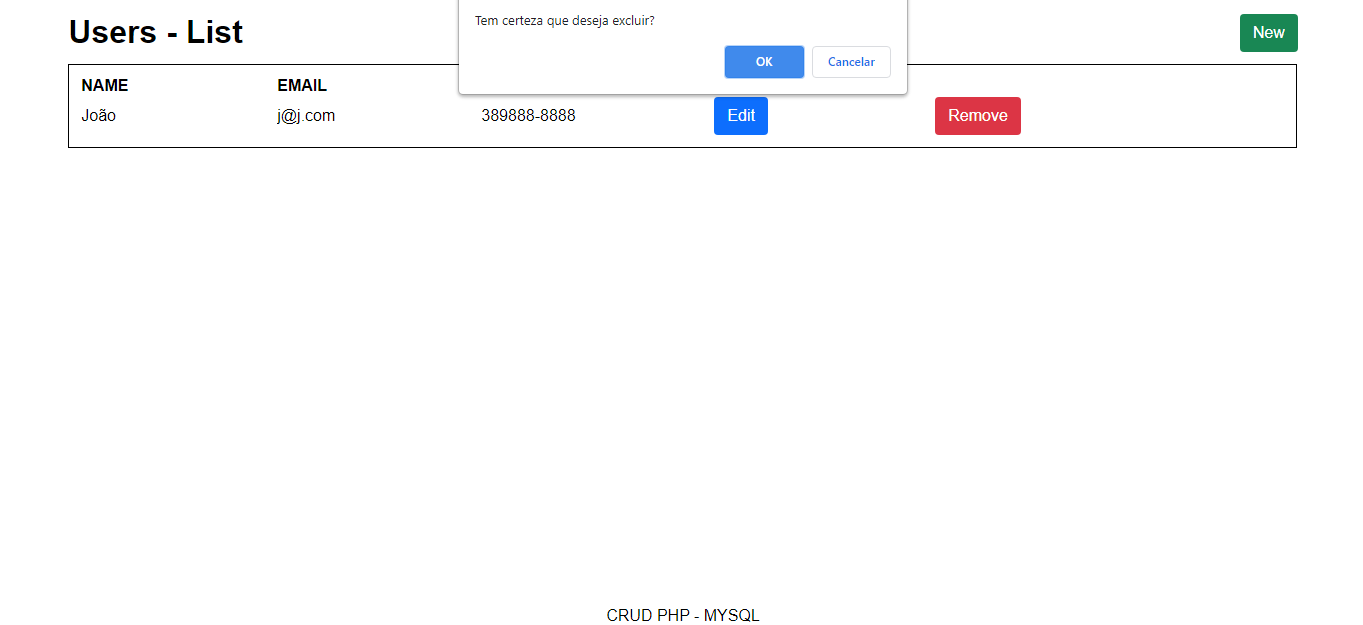 Tem certeza que deseja excluir?
OK Cancelar
Users - List
New
NAME EMAIL
João j@j.com 389888-8888 Edit Remove
CRUD PHP - MYSQL